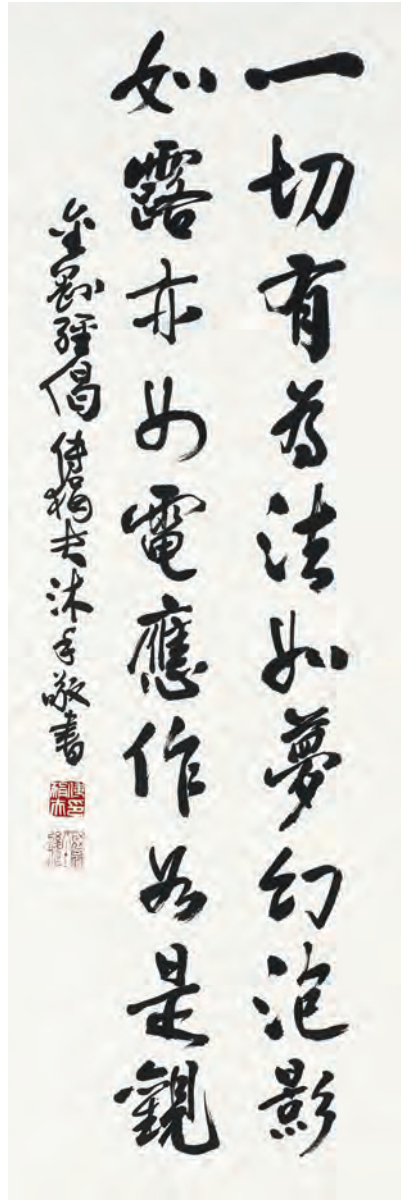 一切有為法如夢幻泡影
如露亦如電應作如是觀
金剛經偈 傅狷夫沐手敬書